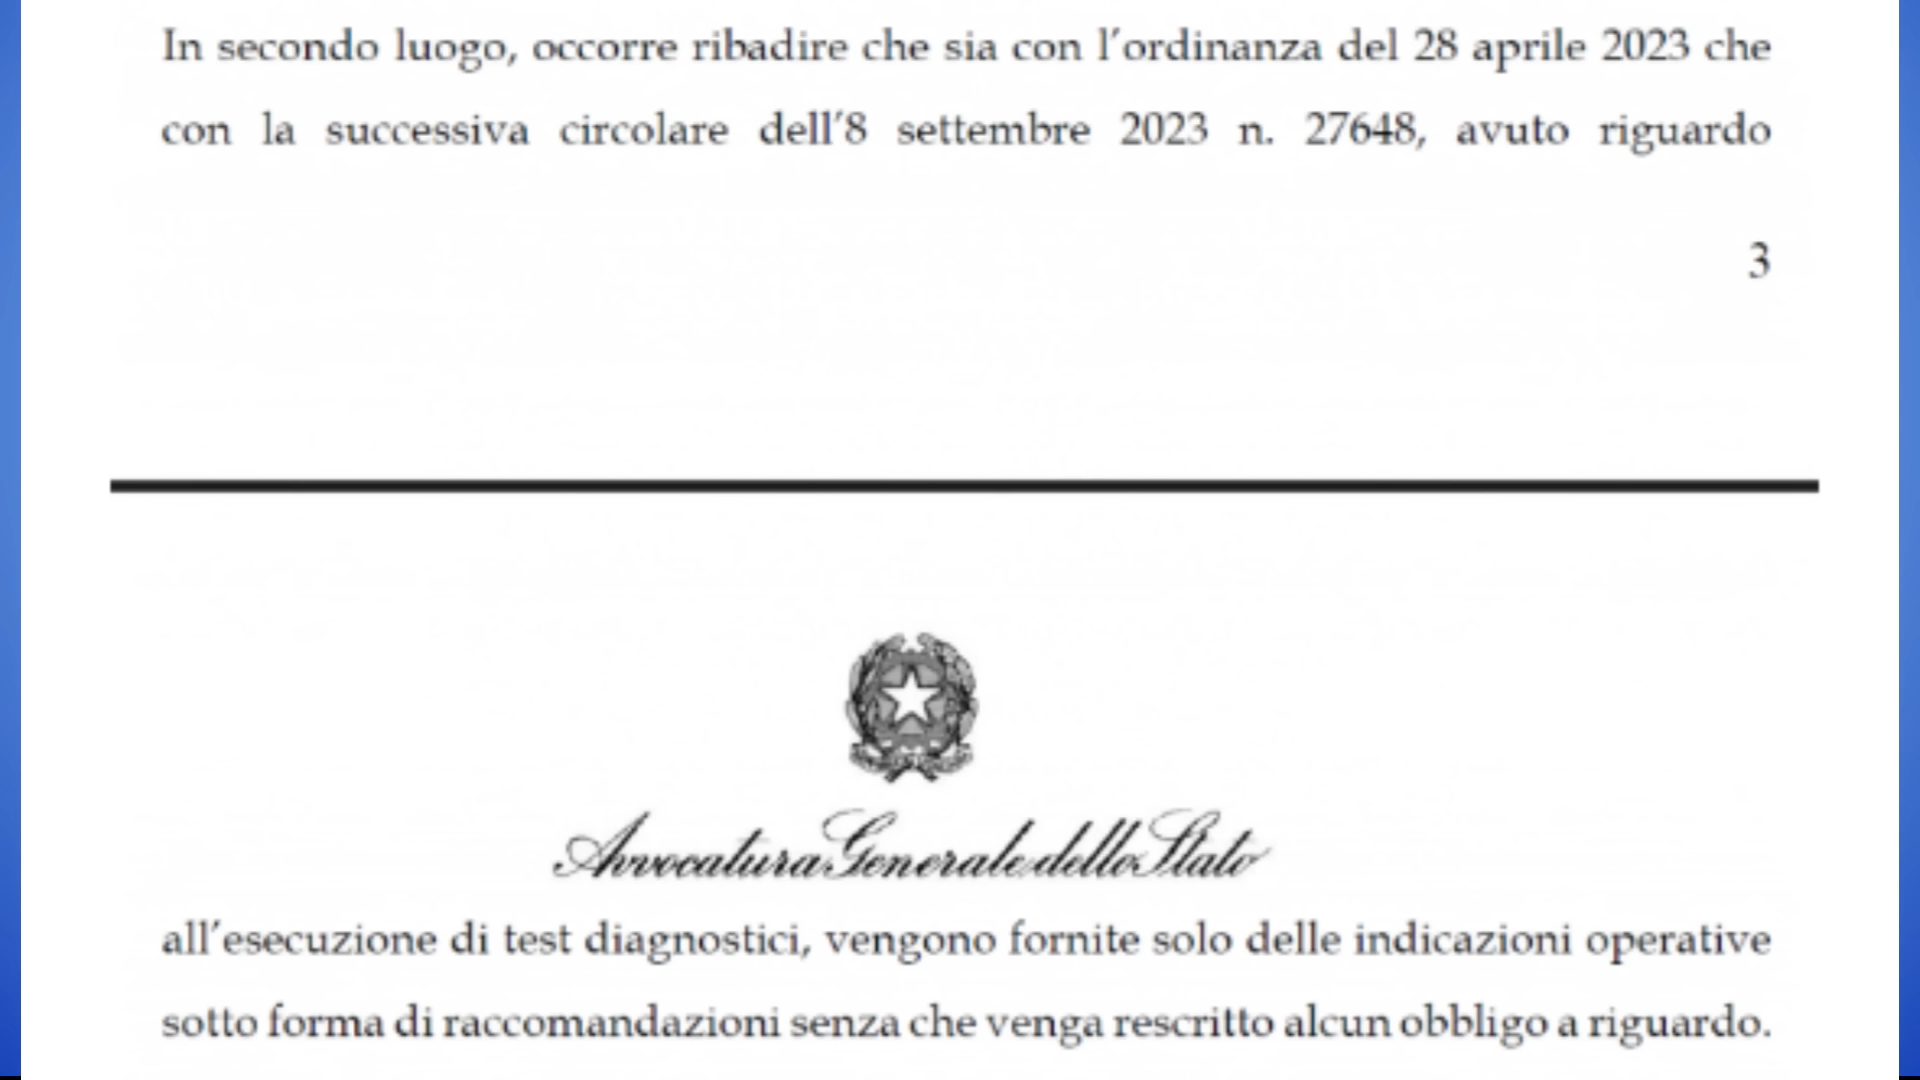 In secondo luogo, occorre ribadire che sia con l'ordinanza del 28 aprile 2023 che
con la successiva circolare dell'8 settembre 2023 n. 27648, avuto riguardo
3
Avvocatura Generale dello Stato
all'esecuzione di test diagnostici, vengono fornite solo delle indicazioni operative
sotto forma di raccomandazioni senza che venga rescritto alcun obbligo a riguardo.